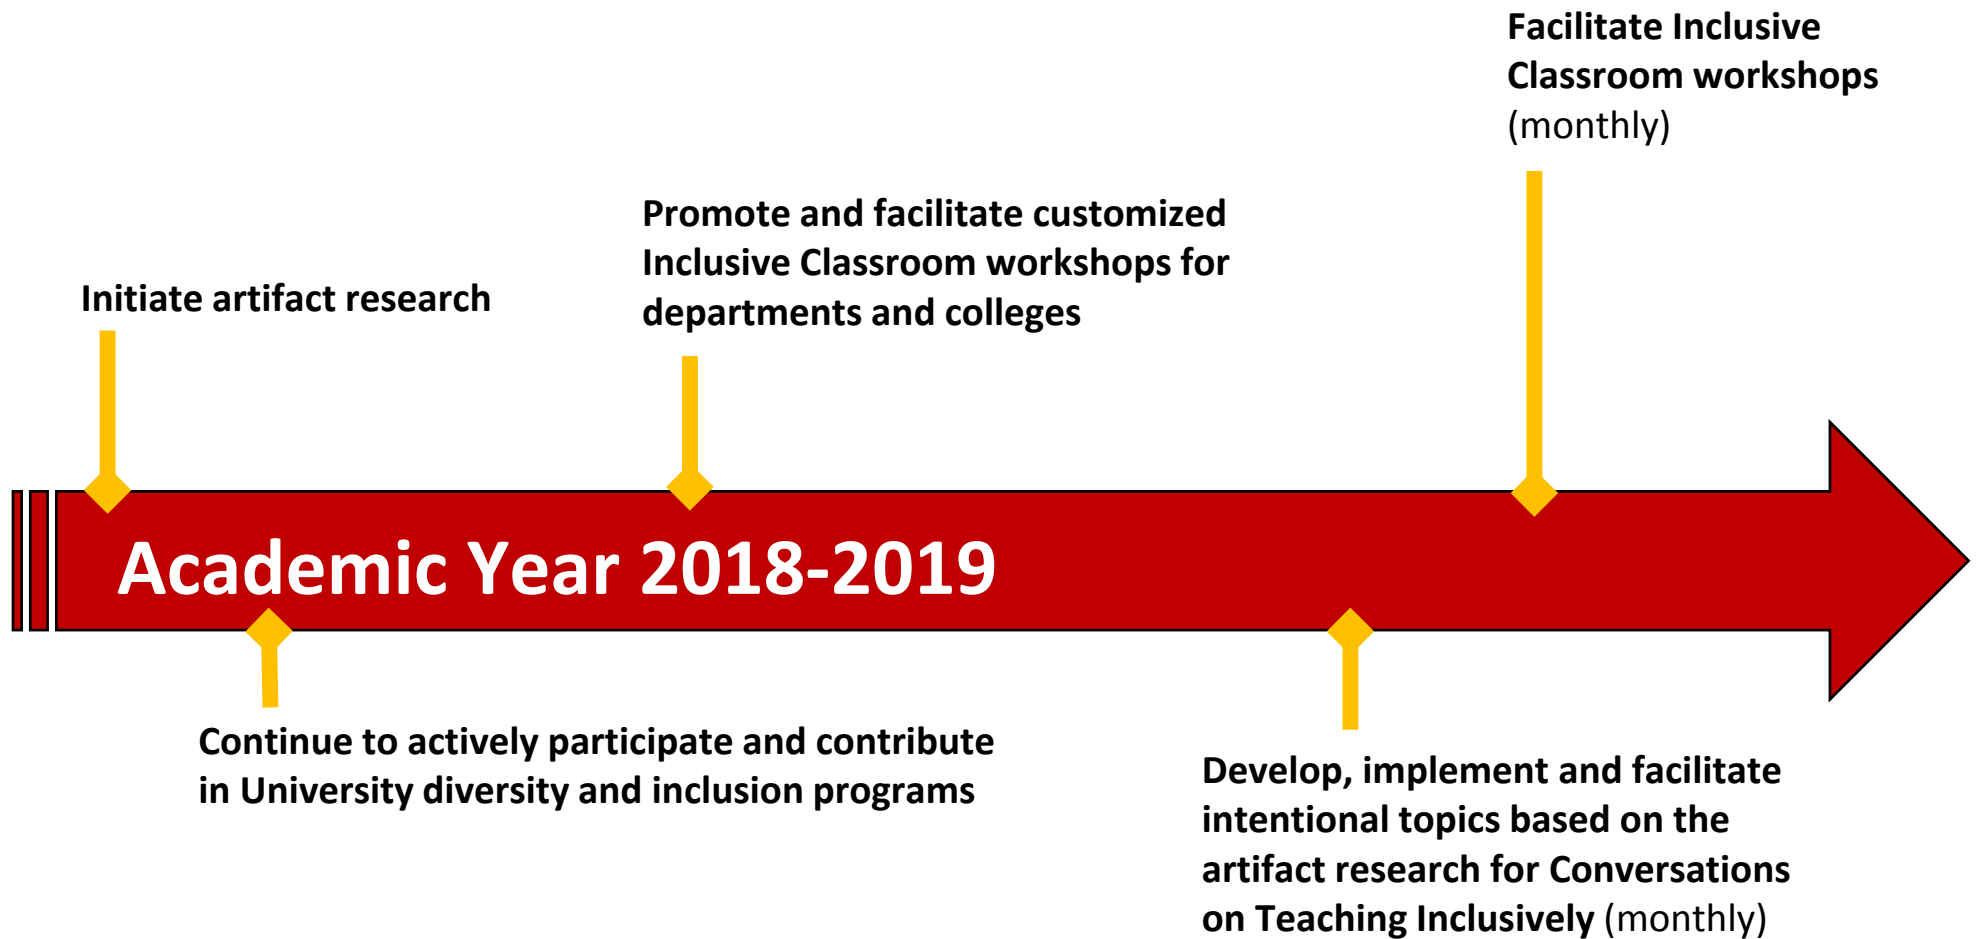 Facilitate Inclusive
Classroom workshops
(monthly)
Promote and facilitate customized
Inclusive Classroom workshops for
departments and colleges
Initiate artifact research
Academic Year 2018-2019
Continue to actively participate and contribute
in University diversity and inclusion programs
Develop, implement and facilitate
intentional topics based on the
artifact research for Conversations
on Teaching Inclusively (monthly)